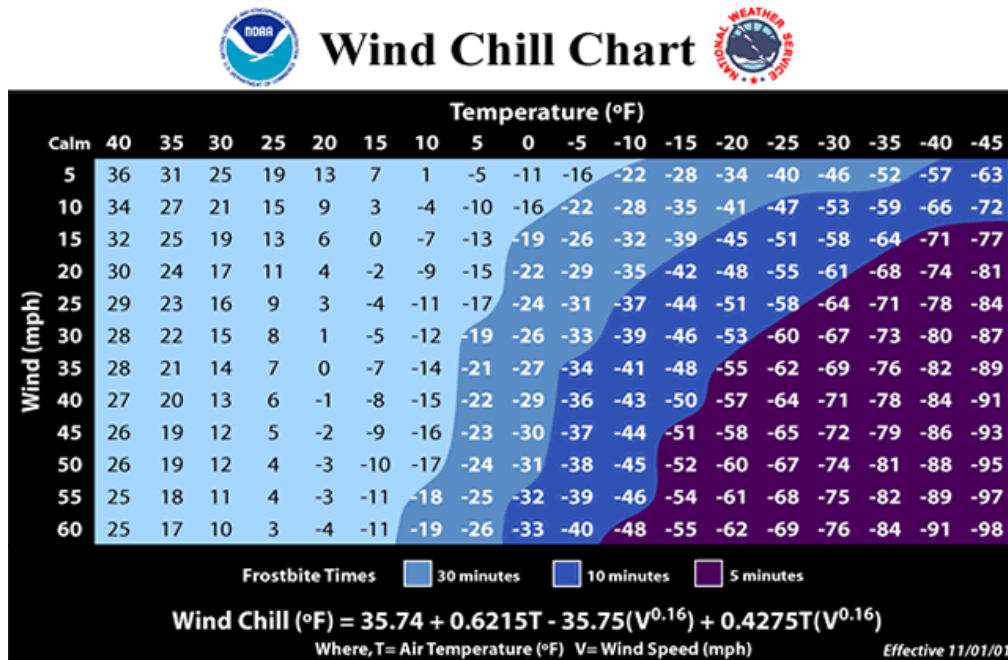 NOAA
Wind Chill Chart
NATIONAL WEATHER SERVICE
Temperature (ºF)
Calm 40 35 30 25 20 15 10 5 0 -5 -10 -15 -20 -25 -30 -35 -40 -45
Wind (mph)
5 36 31 25 19 13 7 1 -5 -11 -16 -22 -28 -34 -40 -46 -52 -57 -63
10 34 27 21 15 9 3 -4 -10 -16 -22 -28 -35 -41 -47 -53 -59 -66 -72
15 32 25 19 13 6 0 -7 -13 -19 -26 -32 -39 -45 -51 -58 -64 -71 -77
20 30 24 17 11 4 -2 -9 -15 -22 -29 -35 -42 -48 -55 -61 -68 -74 -81
25 29 23 16 9 3 -4 -11 -17 -24 -31 -37 -44 -51 -58 -64 -71 -78 -84
30 28 22 15 8 1 -5 -12 -19 -26 -33 -39 -46 -53 -60 -67 -73 -80 -87
35 28 21 14 7 0 -7 -14 -21 -27 -34 -41 -48 -55 -62 -69 -76 -82 -89
40 27 20 13 6 -1 -8 -15 -22 -29 -36 -43 -50 -57 -64 -71 -78 -84 -91
45 26 19 12 5 -2 -9 -16 -23 -30 -37 -44 -51 -58 -65 -72 -79 -86 -93
50 26 19 12 4 -3 -10 -17 -24 -31 -38 -45 -52 -60 -67 -74 -81 -88 -95
55 25 18 11 4 -3 -11 -18 -25 -32 -39 -46 -54 -61 -68 -75 -82 -89 -97
60 25 17 10 3 -4 -11 -19 -26 -33 -40 -48 -55 -62 -69 -76 -84 -91 -98
Frostbite Times 30 minutes 10 minutes 5 minutes
Wind Chill (ºF) = 35.74 + 0.6215T - 35.75(V0.16) + 0.4275T(V0.16)
Where, T= Air Temperature (ºF) V= Wind Speed (mph)
Effective 11/01/0